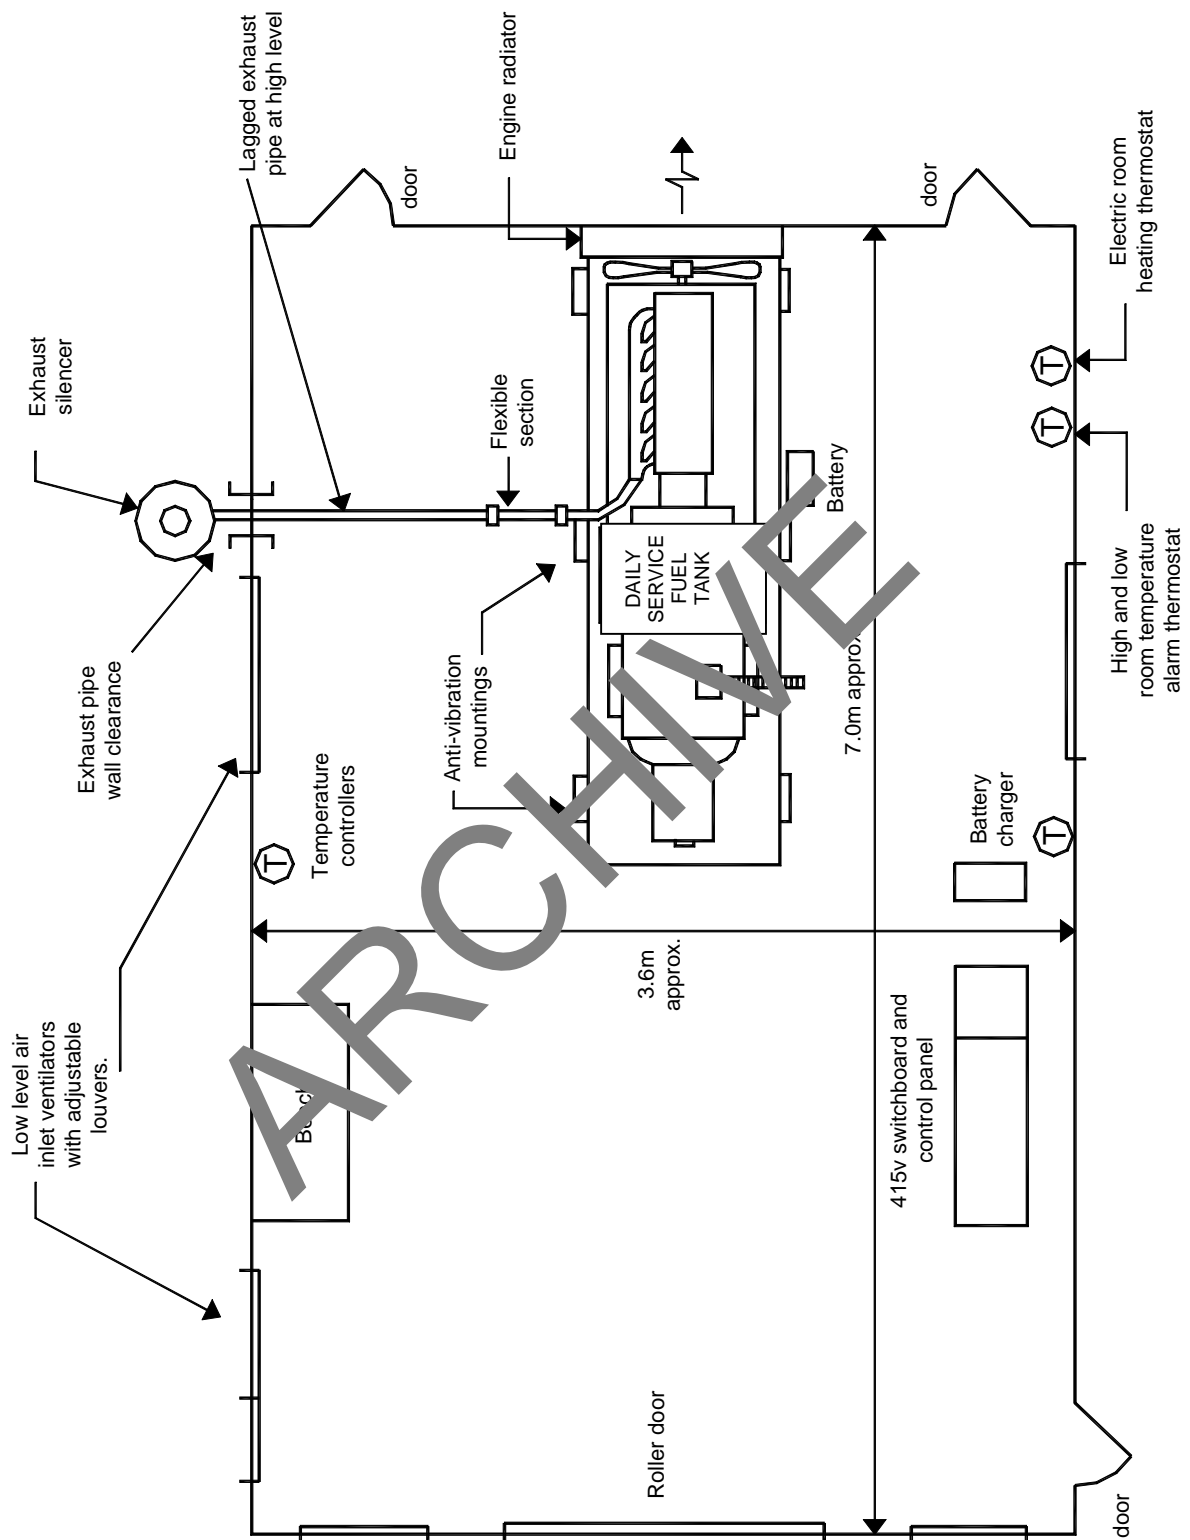 Low level air
inlet ventilators
with adjustable
louvers.
Exhaust pipe
wall clearance
Exhaust
silencer
Lagged exhaust
pipe at high level
Temperature
controllers
T
Anti-vibration
mountings
Flexible
section
Engine radiator
door
DAILY
SERVICE
FUEL
TANK
Battery
3.6m
approx.
7.0m approx.
Roller door
415v switchboard and
control panel
Battery
charger
T
T
T
door
door
High and low
room temperature
alarm thermostat
Electric room
heating thermostat
ARCHIVE